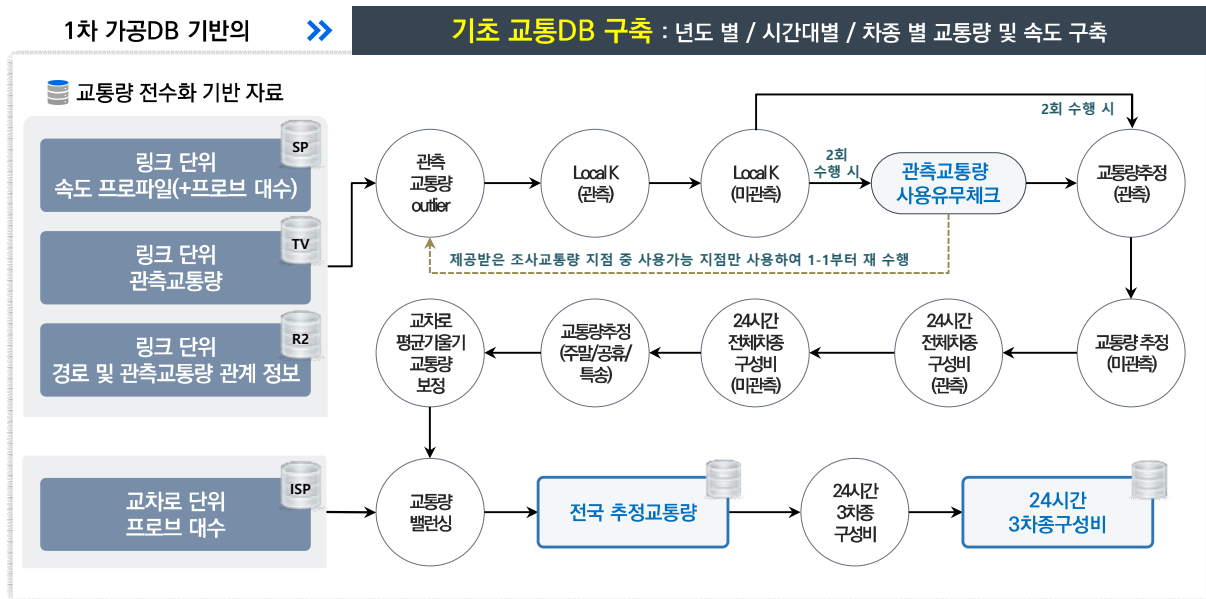 1차 가공DB 기반의
기초 교통DB 구축 : 년도 별 / 시간대별 / 차종 별 교통량 및 속도 구축
교통량 전수화 기반 자료
SP
링크 단위
속도 프로파일(+프로브 대수)
TV
링크 단위
관측교통량
R2
링크 단위
경로 및 관측교통량 관계 정보
ISP
교차로 단위
프로브 대수
관측
교통량
outlier
Local K
(관측)
Local K
(미관측)
2회
수행 시
관측교통량
사용유무체크
2회 수행 시
교통량추정
(관측)
제공받은 조사교통량 지점 중 사용가능 지점만 사용하여 1-1부터 재 수행
교통량 추정
(미관측)
24시간
전체차종
구성비
(관측)
24시간
전체차종
구성비
(미관측)
교통량추정
(주말/공휴/
특송)
교차로
평균기울기
교통량
보정
교통량
밸런싱
전국 추정교통량
24시간
3차종
구성비
24시간
3차종구성비